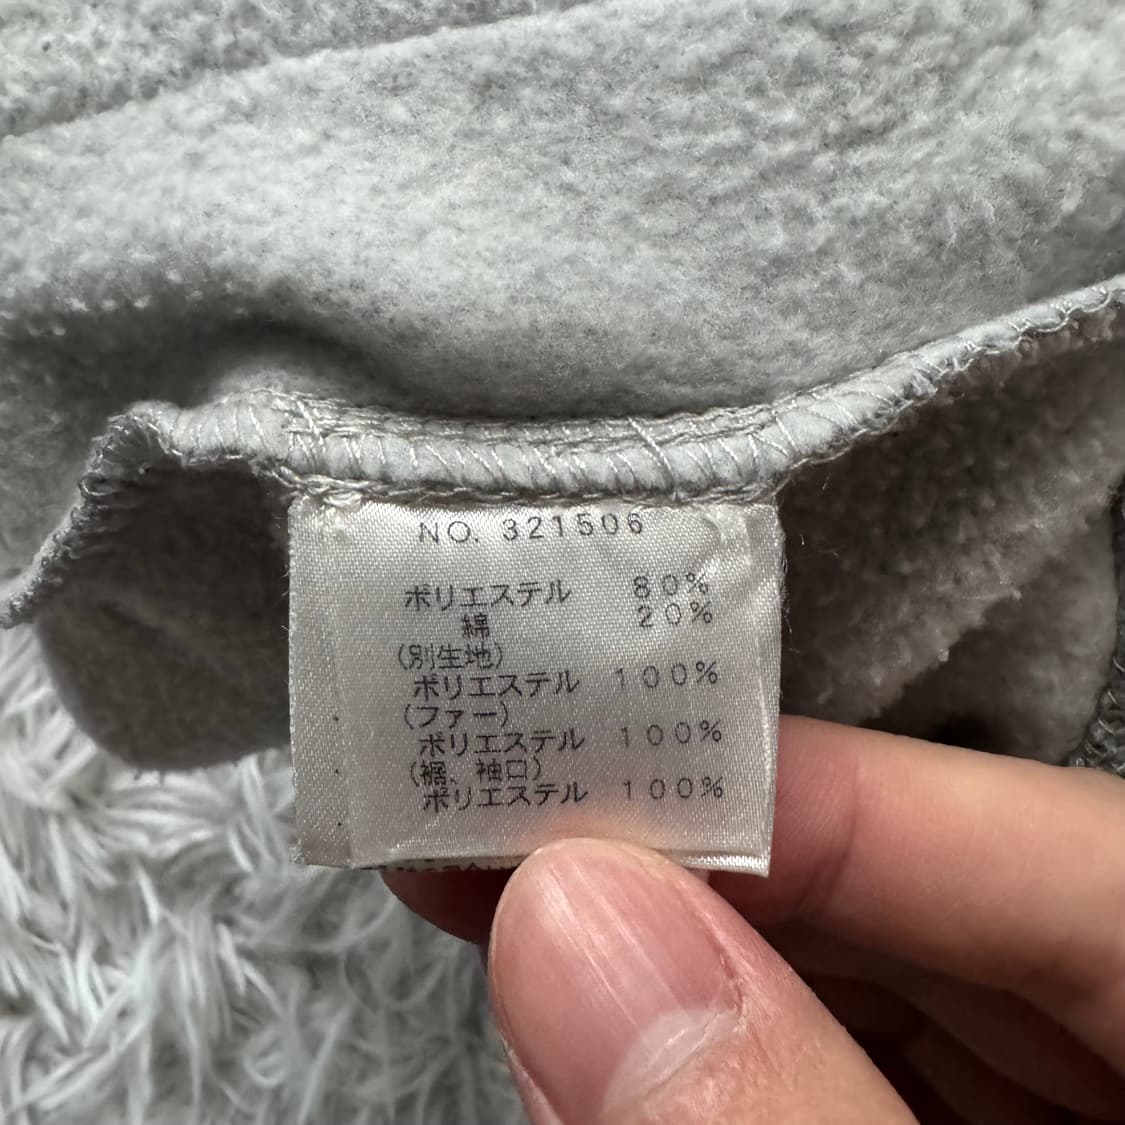 NO. 321506
ポリエステル 80%
綿 20%
(別生地)
ポリエステル 100%
(ファー)
ポリエステル 100%
(裾、袖口)
ポリエステル 100%